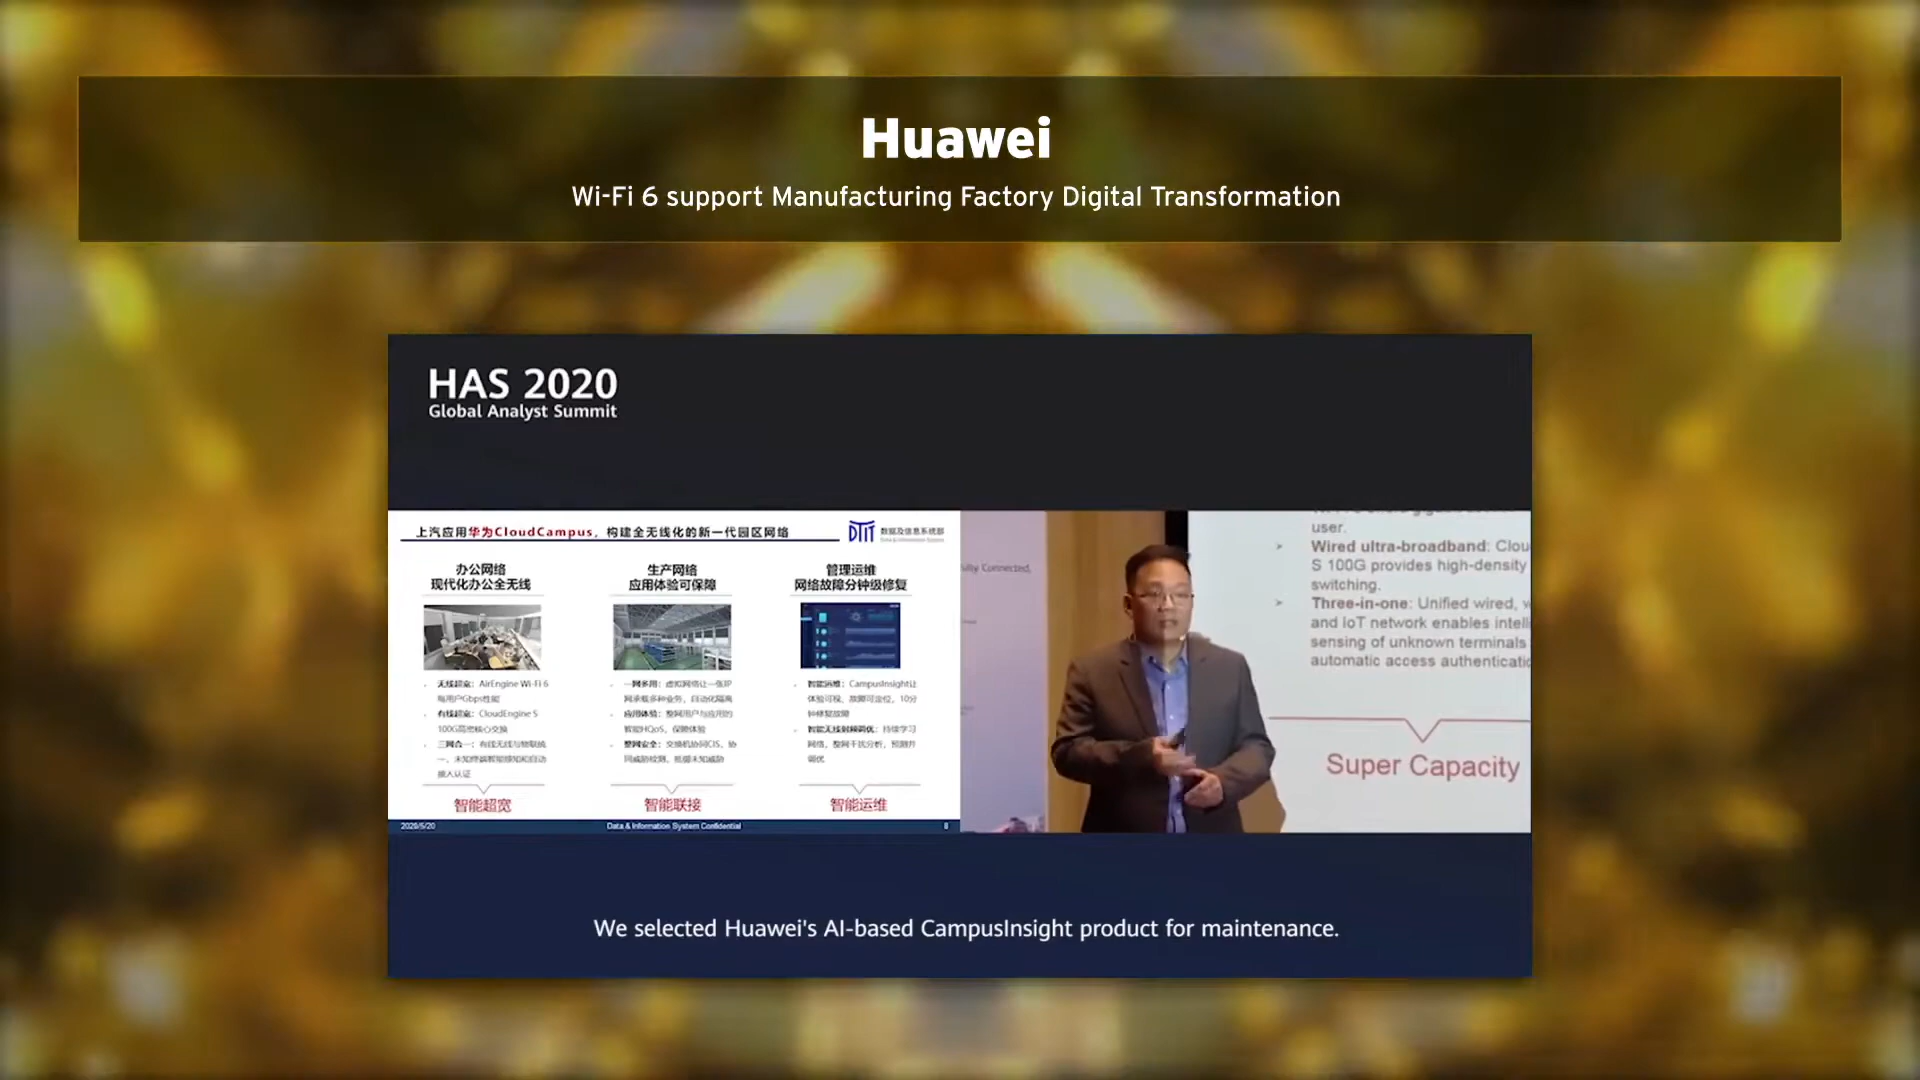 Huawei
Wi-Fi 6 support Manufacturing Factory Digital Transformation
HAS 2020
Global Analyst Summit
上汽应用华为CloudCampus，构建全无线化的新一代园区网络
DTIT 数据及信息系统部
办公网络
现代化办公全无线
无线超宽：AirEngine Wi-Fi 6
每用户Gbps性能
有线超宽：CloudEngine S
100G高密核心交换
三网合一：有线无线与物联统
一，未知终端智能感知和自动
接入认证
智能超宽
生产网络
应用体验可保障
一网多用：虚拟网络让一张IP
网承载多种业务，自动化隔离
应用体验：整网用户与应用的
智能HQoS，保障体验
整网安全：交换机协同CIS，协
同威胁检测，抵御未知威胁
智能联接
管理运维
网络故障分钟级修复
智能运维：CampusInsight让
体验可视，故障可定位，10分
钟修复故障
智能无线射频调优：持续学习
网络，整网干扰分析，预测并
调优
智能运维
2020/5/20
Data & Information System Confidential
8
Connected,
user.
Wired ultra-broadband: Clou
S 100G provides high-density
switching.
Three-in-one: Unified wired, w
and IoT network enables intelli
sensing of unknown terminals
automatic access authenticatio
Super Capacity
We selected Huawei's AI-based CampusInsight product for maintenance.